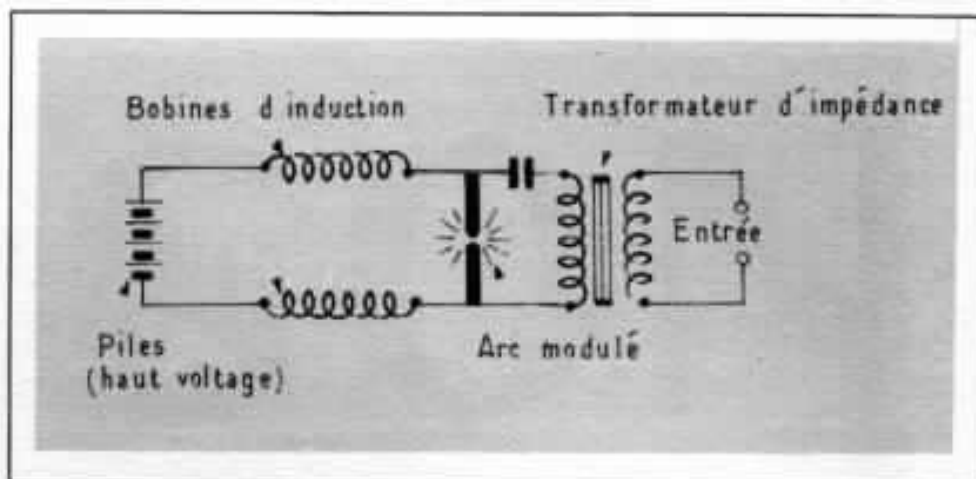 Bobines d induction
Transformateur d'impédance
Entrée
Piles
(haut voltage)
Arc modulé